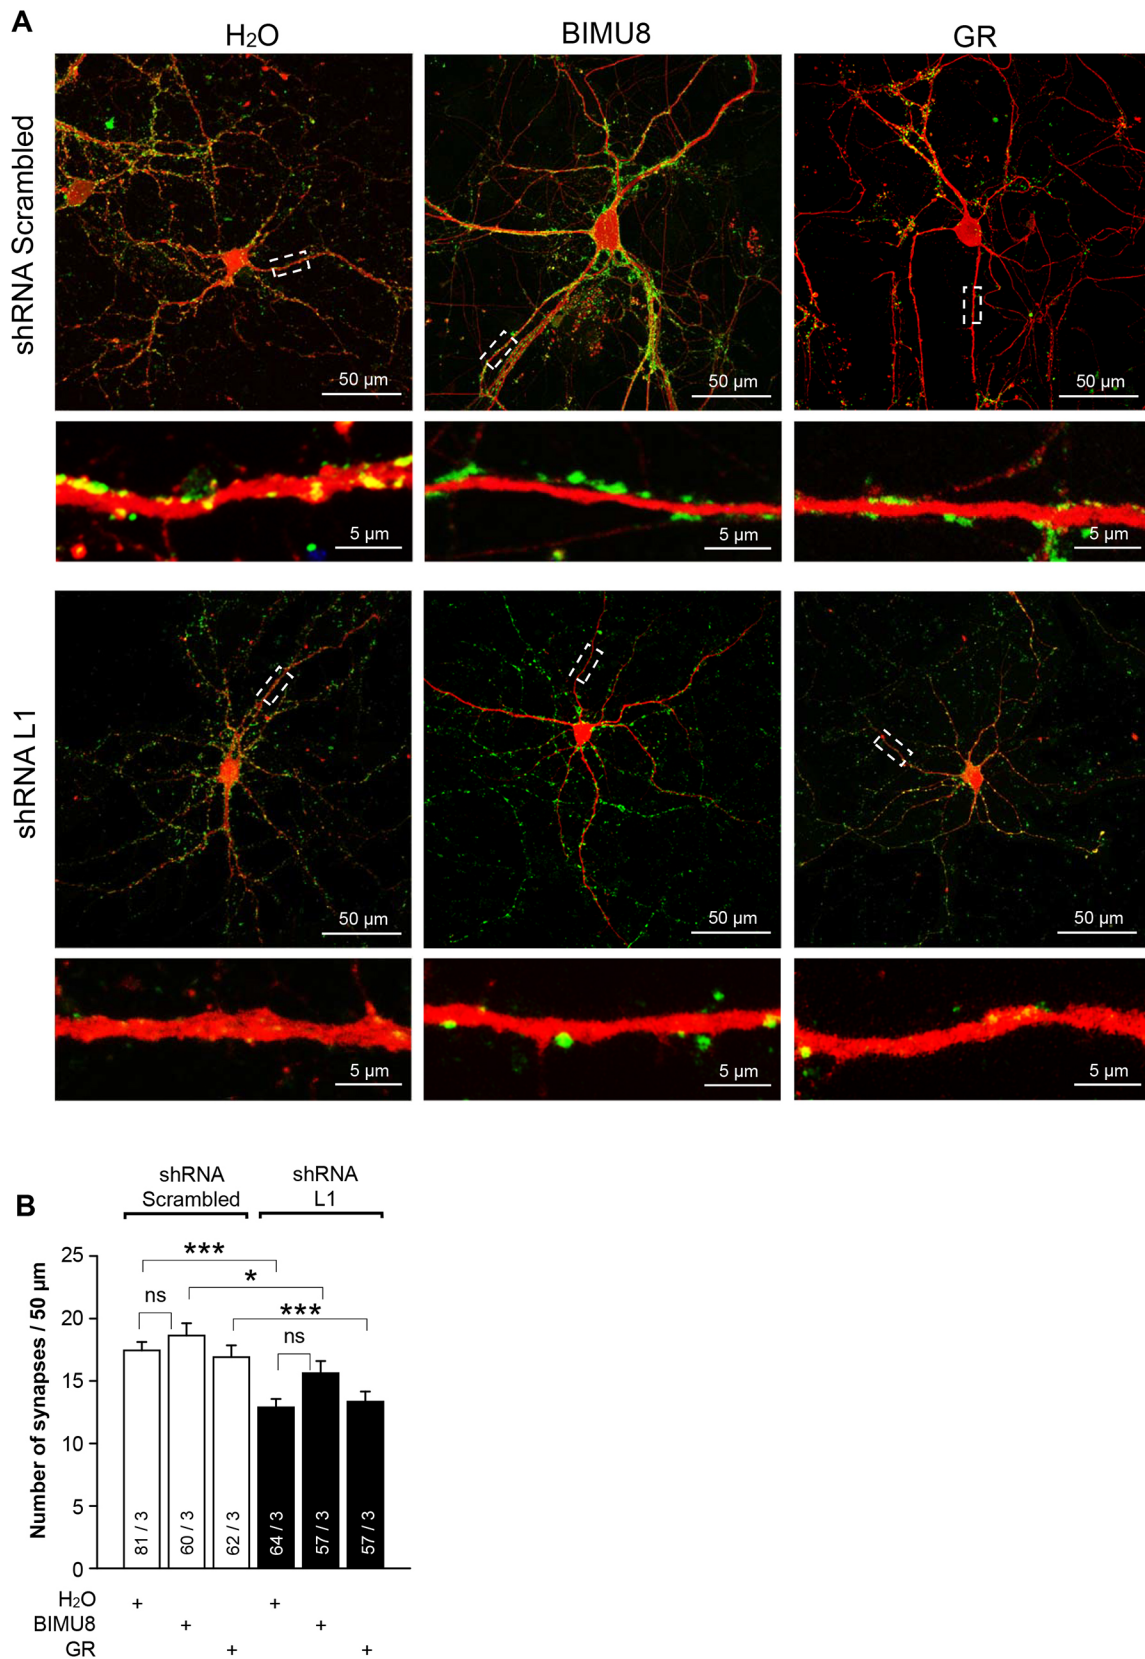 A
H₂O
BIMU8
GR
shRNA Scrambled
50 µm
50 µm
50 µm
5 µm
5 µm
5 µm
shRNA L1
50 µm
50 µm
50 µm
5 µm
5 µm
5 µm
B
shRNA
Scrambled
shRNA
L1
Number of synapses / 50 µm
25
20
15
10
5
0
***
*
ns
***
ns
81 / 3
60 / 3
62 / 3
64 / 3
57 / 3
57 / 3
H₂O + +
BIMU8 + +
GR + +